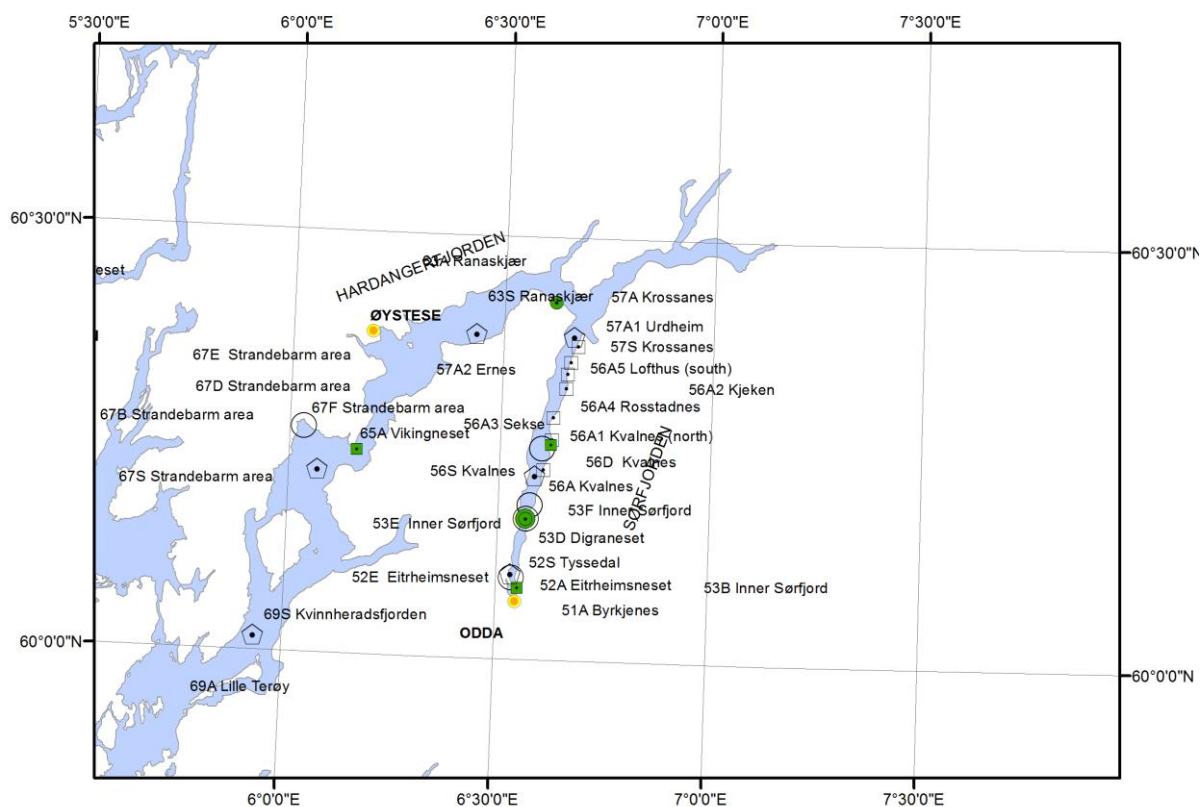 5°30'0"E
6°0'0"E
6°30'0"E
7°0'0"E
7°30'0"E
60°30'0"N
60°30'0"N
HARDANGERFJORDEN
Ranaskjær
eset
63S Ranaskjær
57A Krossanes
ØYSTESE
57A1 Urdheim
57S Krossanes
67E Strandebarm area
57A2 Ernes
56A5 Lofthus (south)
67D Strandebarm area
56A2 Kjeken
67B Strandebarm area
67F Strandebarm area
56A4 Rosstadnes
56A3 Sekse
65A Vikingneset
56A1 Kvalnes (north)
56D Kvalnes
67S Strandebarm area
56S Kvalnes
56A Kvalnes
SØRFJORDEN
53F Inner Sørfjord
53E Inner Sørfjord
53D Digraneset
52S Tyssedal
52E Eitrheimsneset
52A Eitrheimsneset
53B Inner Sørfjord
51A Byrkjenes
69S Kvinnheradsfjorden
ODDA
60°0'0"N
60°0'0"N
69A Lille Terøy
6°0'0"E
6°30'0"E
7°0'0"E
7°30'0"E